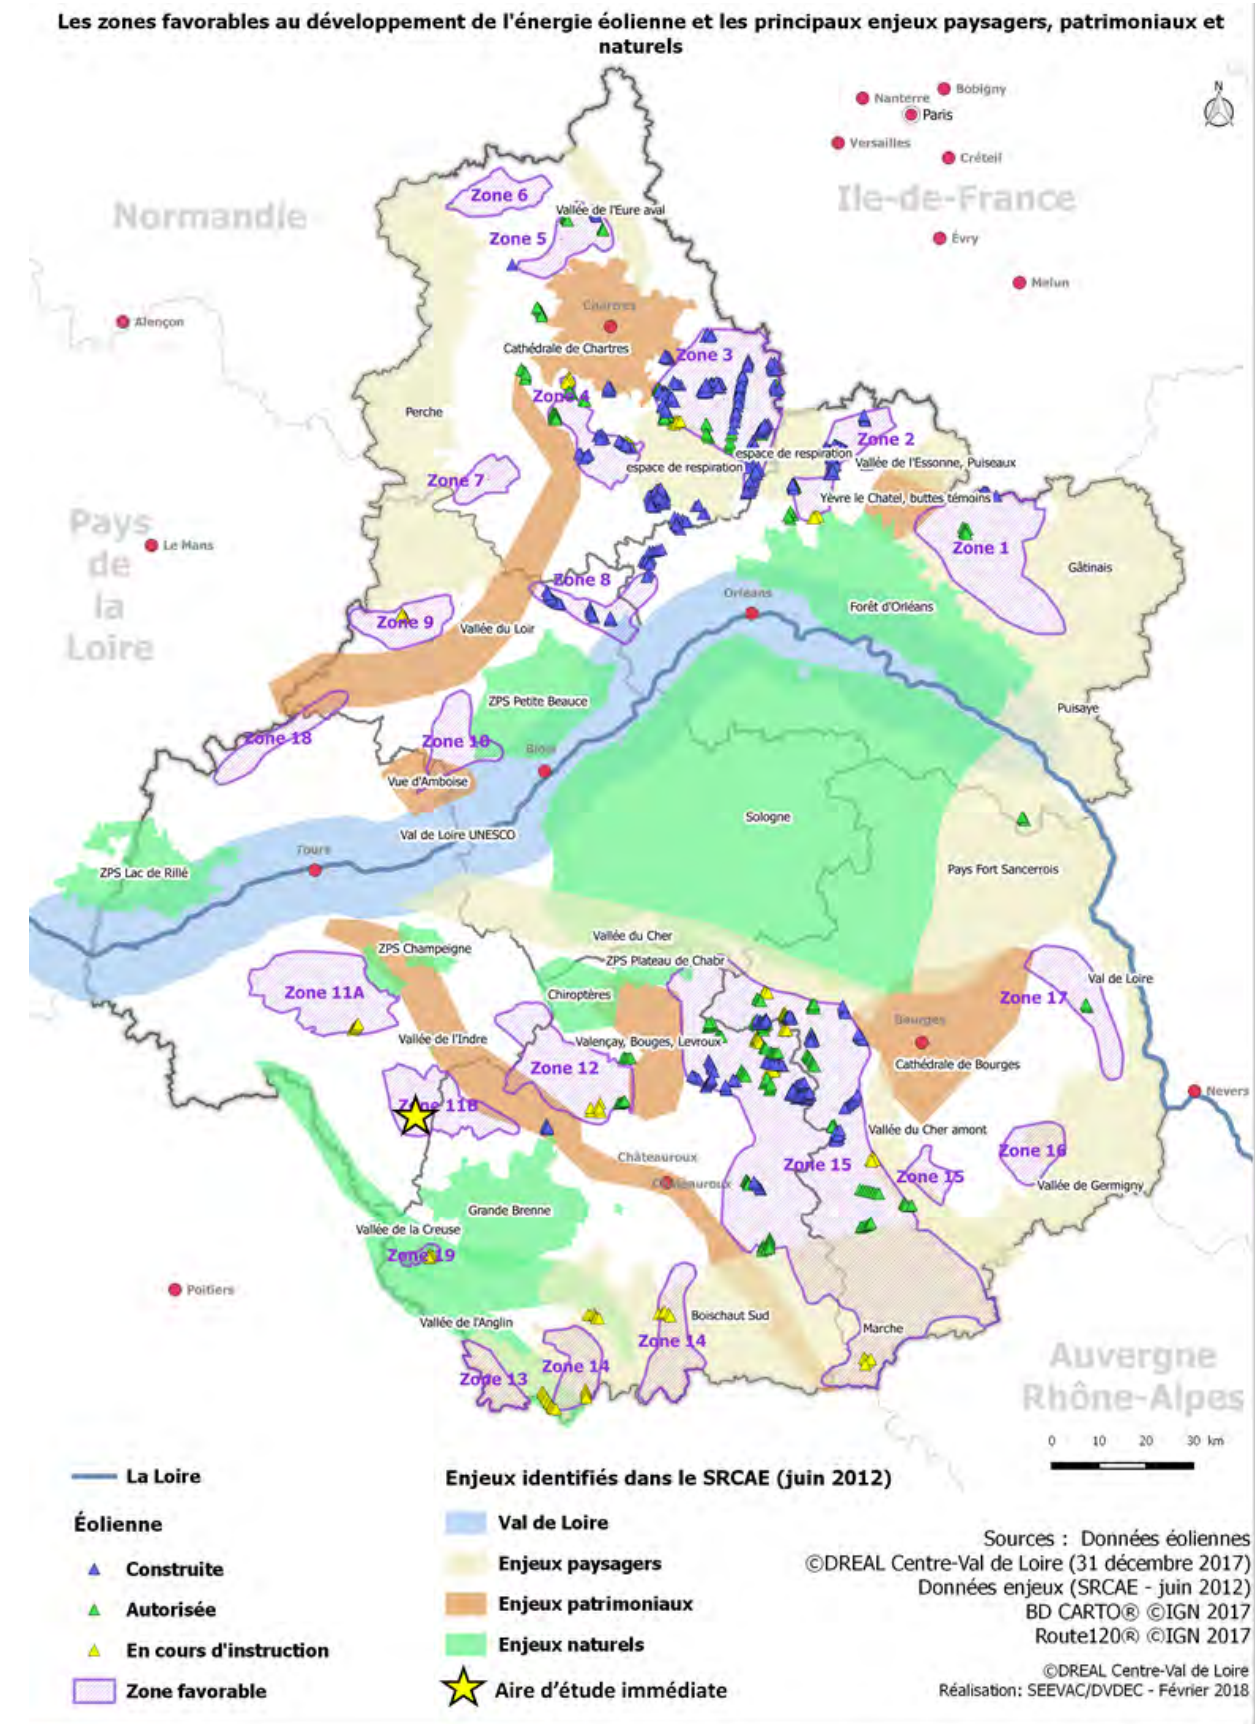 Les zones favorables au développement de l'énergie éolienne et les principaux enjeux paysagers, patrimoniaux et
naturels
N
Bobigny
Nanterre
Paris
Versailles
Créteil
Normandie
Ile-de-France
Zone 6
Vallée de l'Eure aval
Zone 5
Évry
Melun
Chartres
Alençon
Cathédrale de Chartres
Zone 3
Zone 4
Perche
Zone 2
espace de respiration
Vallée de l'Essonne, Puiseaux
espace de respiration
Zone 7
Yèvre le Chatel, buttes témoins
Pays
de
la
Loire
Le Mans
Zone 1
Gâtinais
Zone 8
Orléans
Forêt d'Orléans
Zone 9
Vallée du Loir
ZPS Petite Beauce
Puisaye
Zone 18
Zone 10
Blois
Vue d'Amboise
Sologne
Val de Loire UNESCO
Tours
ZPS Lac de Rillé
Pays Fort Sancerrois
Vallée du Cher
ZPS Champeigne
ZPS Plateau de Chabr
Val de Loire
Zone 11A
Chiroptères
Zone 17
Bourges
Vallée de l'Indre
Valençay, Bouges, Levroux
Zone 12
Cathédrale de Bourges
Nevers
Zone 11B
Vallée du Cher amont
Zone 16
Châteauroux
Zone 15
Zone 15
Châteauroux
Vallée de Germigny
Grande Brenne
Vallée de la Creuse
Zone 19
Poitiers
Vallée de l'Anglin
Boischaut Sud
Marche
Zone 14
Zone 14
Zone 13
Auvergne
Rhône-Alpes
0 10 20 30 km
La Loire
Éolienne
Construite
Autorisée
En cours d'instruction
Zone favorable
Enjeux identifiés dans le SRCAE (juin 2012)
Val de Loire
Enjeux paysagers
Enjeux patrimoniaux
Enjeux naturels
Aire d'étude immédiate
Sources : Données éoliennes
©DREAL Centre-Val de Loire (31 décembre 2017)
Données enjeux (SRCAE - juin 2012)
BD CARTO® ©IGN 2017
Route120® ©IGN 2017
©DREAL Centre-Val de Loire
Réalisation: SEEVAC/DVDEC - Février 2018